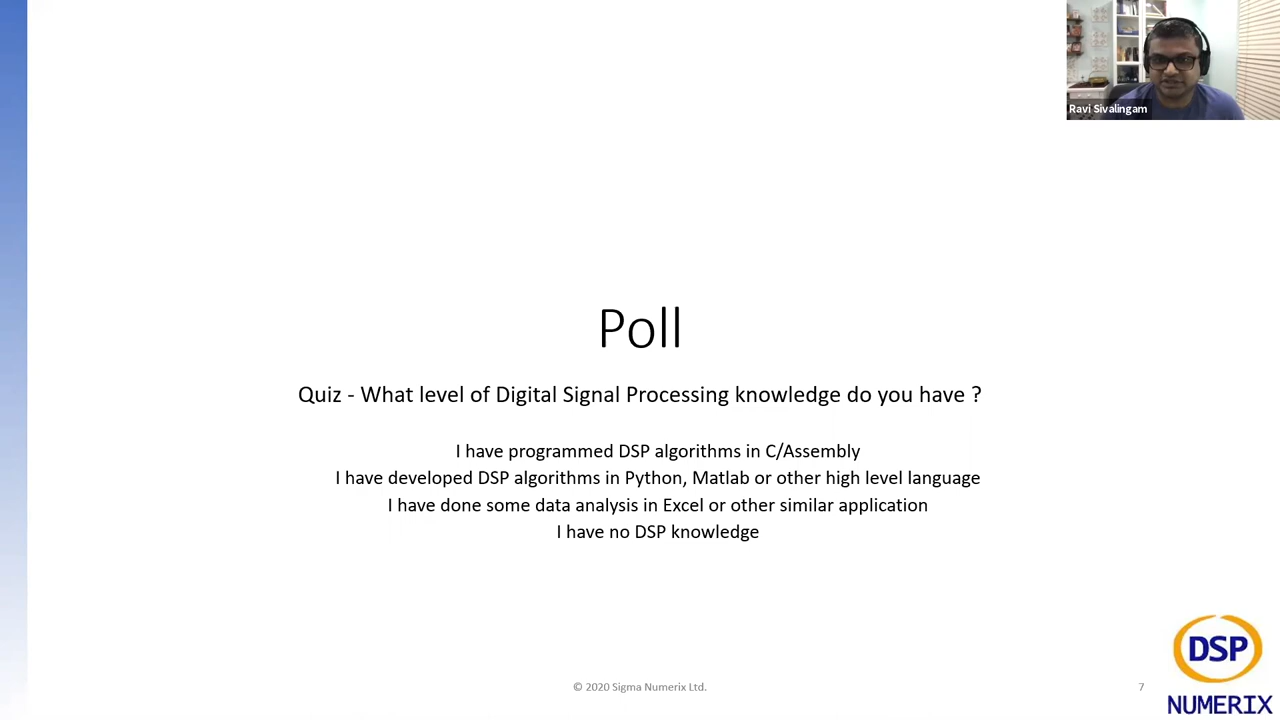 Ravi Sivalingam
Poll
Quiz - What level of Digital Signal Processing knowledge do you have ?
I have programmed DSP algorithms in C/Assembly
I have developed DSP algorithms in Python, Matlab or other high level language
I have done some data analysis in Excel or other similar application
I have no DSP knowledge
© 2020 Sigma Numerix Ltd.
7
DSP
NUMERIX